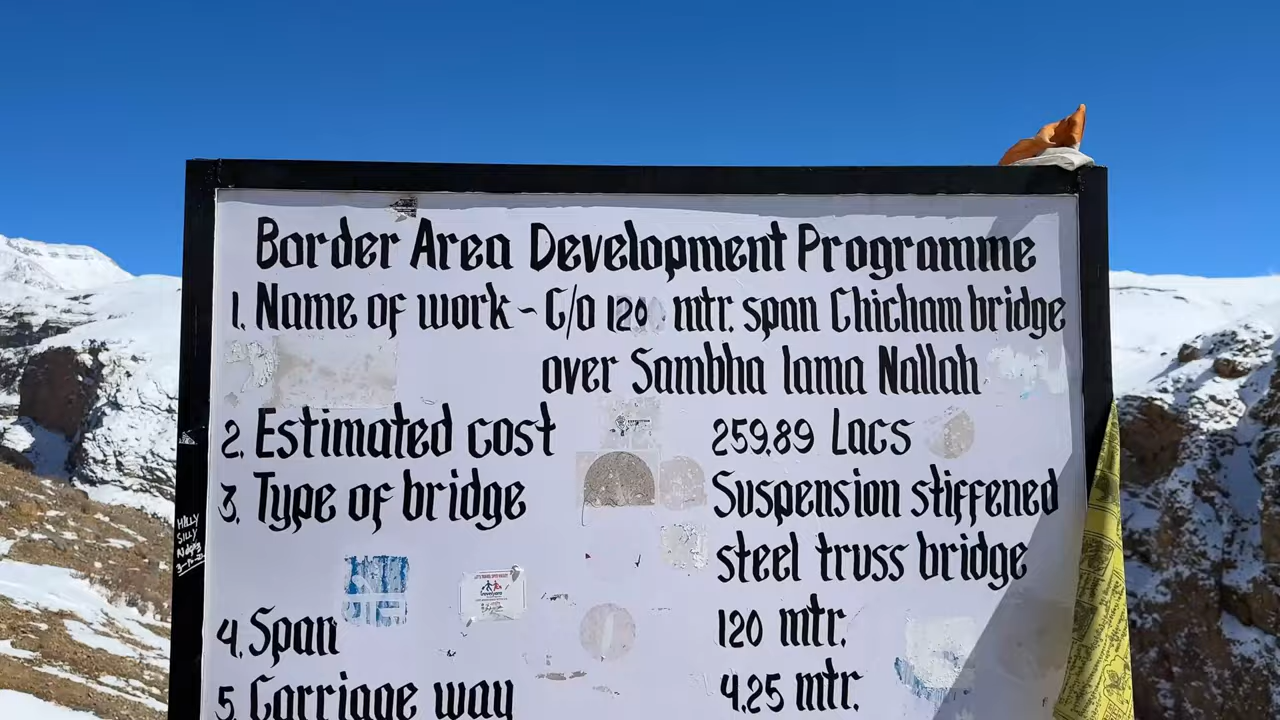 Border Area Development Programme
1. Name of work ~ C/o 120 mtr. span Chicham bridge
over Sambha lama Nallah
2. Estimated cost 259.89 Lacs
3. Type of bridge Suspension stiffened
steel truss bridge
4. Span 120 mtr.
5. Carriage way 4.25 mtr.
HILLY
SILLY